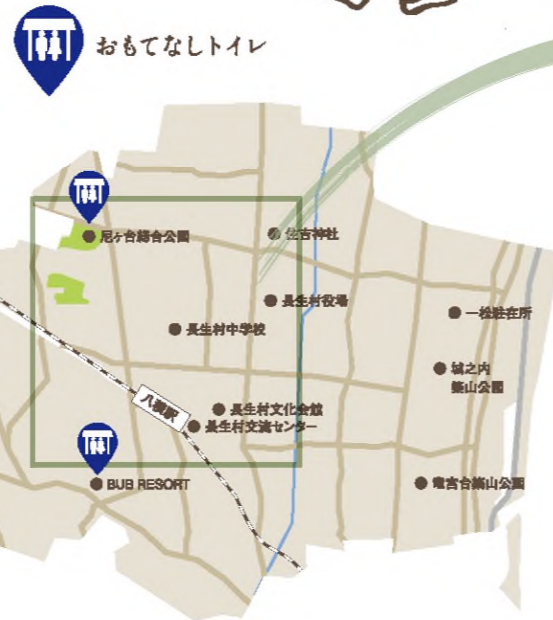 おもてなしトイレ
尼ヶ台総合公園
住吉神社
長生村役場
一松駐在所
長生村中学校
城之内
築山公園
八積駅
長生村文化会館
長生村交流センター
BUB RESORT
竜宮台築山公園